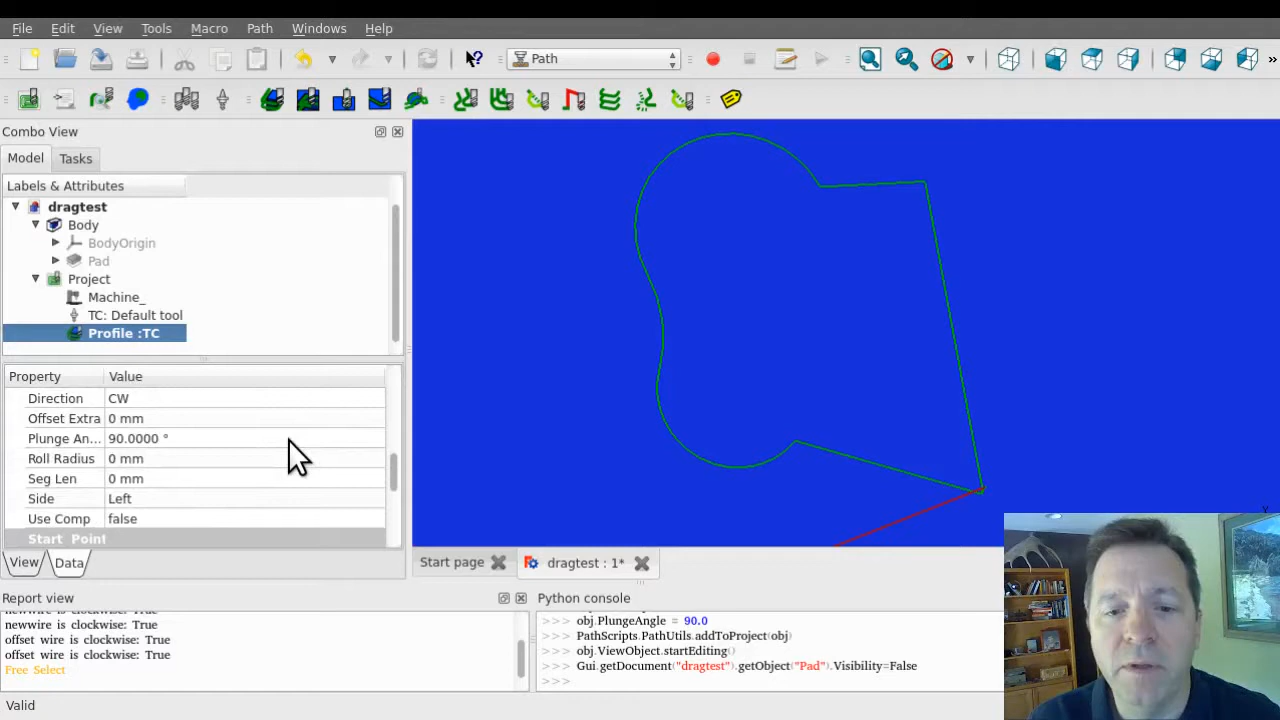 File Edit View Tools Macro Path Windows Help
Path
»
Combo View
Model Tasks
Labels & Attributes
dragtest
Body
BodyOrigin
Pad
Project
Machine_
TC: Default tool
Profile :TC
Property Value
Direction CW
Offset Extra 0 mm
Plunge An... 90.0000 °
Roll Radius 0 mm
Seg Len 0 mm
Side Left
Use Comp false
Start Point
View Data
Start page dragtest : 1*
Report view
newwire is clockwise: True
newwire is clockwise: True
offset wire is clockwise: True
offset wire is clockwise: True
Free Select
Python console
>>> obj.PlungeAngle = 90.0
>>> PathScripts.PathUtils.addToProject(obj)
>>> obj.ViewObject.startEditing()
>>> Gui.getDocument("dragtest").getObject("Pad").Visibility=False
>>>
Valid